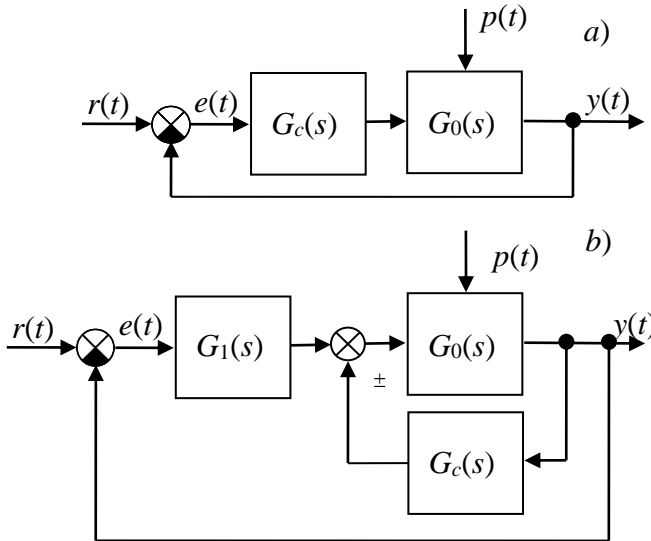 p(t) a)
r(t) e(t) y(t)
G_c(s) G_0(s)
b)
p(t)
r(t) e(t) y(t)
G_1(s) G_0(s)
±
G_c(s)